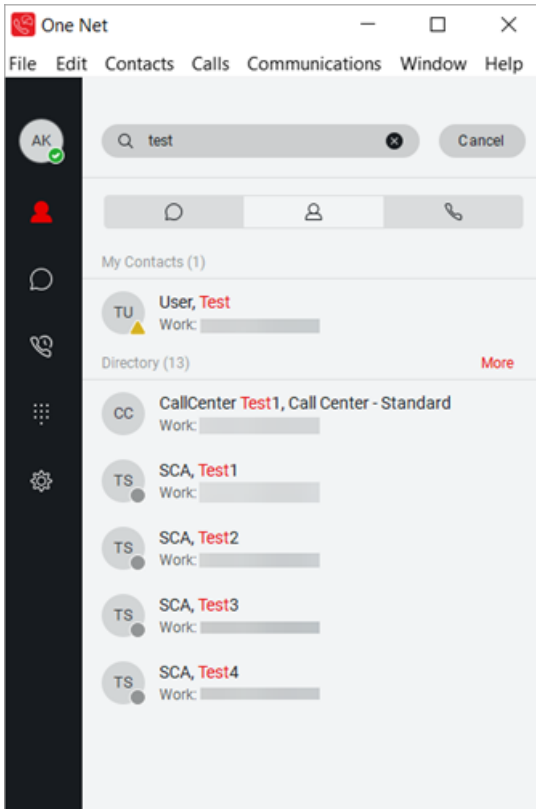 One Net
File Edit Contacts Calls Communications Window Help
AK
test
Cancel
My Contacts (1)
TU
User, Test
Work:
Directory (13)
More
CC
CallCenter Test1, Call Center - Standard
Work:
TS
SCA, Test1
Work:
TS
SCA, Test2
Work:
TS
SCA, Test3
Work:
TS
SCA, Test4
Work: